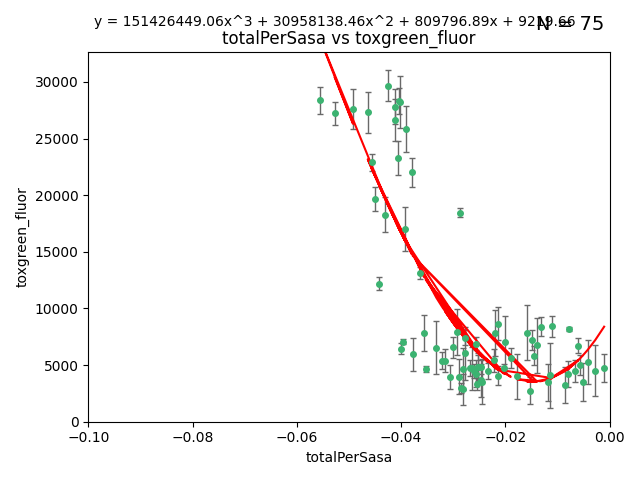 y = 151426449.06x^3 + 30958138.46x^2 + 809796.89x + 9219.66
N = 75
totalPerSasa vs toxgreen_fluor
toxgreen_fluor
30000
25000
20000
15000
10000
5000
0
−0.10
−0.08
−0.06
−0.04
−0.02
0.00
totalPerSasa